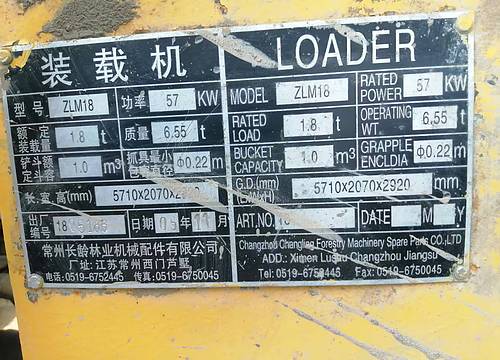 装载机
型号 ZLM18 功率 57 KW
额定装载量 1.8 t 质量 6.55 t
铲斗额定斗容 1.0 m³ 抓具最小包载直径 Φ0.22 m
长.宽.高(mm)
出厂编号 日期 月
常州长龄林业机械配件有限公司
厂址:江苏常州西门芦墅
电话:0519-6752445 传真:0519-6750045
LOADER
MODEL ZLM18 RATED POWER 57 KW
RATED LOAD 1.8 t OPERATING WT. 6.55 t
BUCKET CAPACITY 1.0 m³ GRAPPLE ENCLDIA Φ0.22 m
G.D.(mm) 5710x2070x2920 mm
ART.NO. DATE M Y
Changzhou Changling Forestry Machinery Spare Parts CO.,LTD
ADD.: Ximen Lushu Changzhou Jiangsu
Tel: 0519-6752445 Fax: 0519-6750045